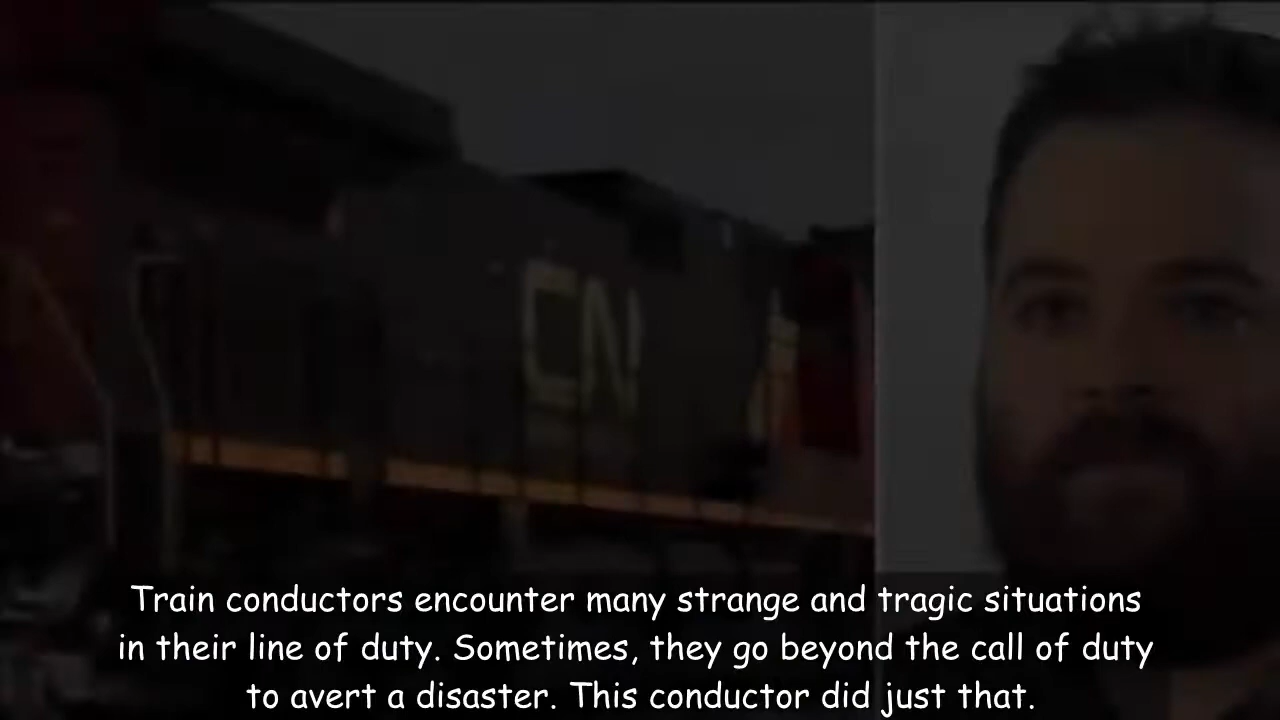 CN
Train conductors encounter many strange and tragic situations
in their line of duty. Sometimes, they go beyond the call of duty
to avert a disaster. This conductor did just that.